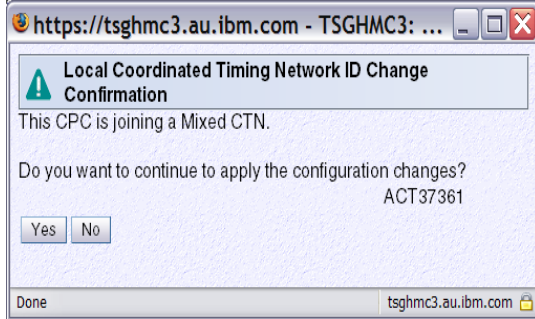 https://tsghmc3.au.ibm.com - TSGHMC3: ...
Local Coordinated Timing Network ID Change
Confirmation
This CPC is joining a Mixed CTN.
Do you want to continue to apply the configuration changes?
ACT37361
Yes No
Done tsghmc3.au.ibm.com